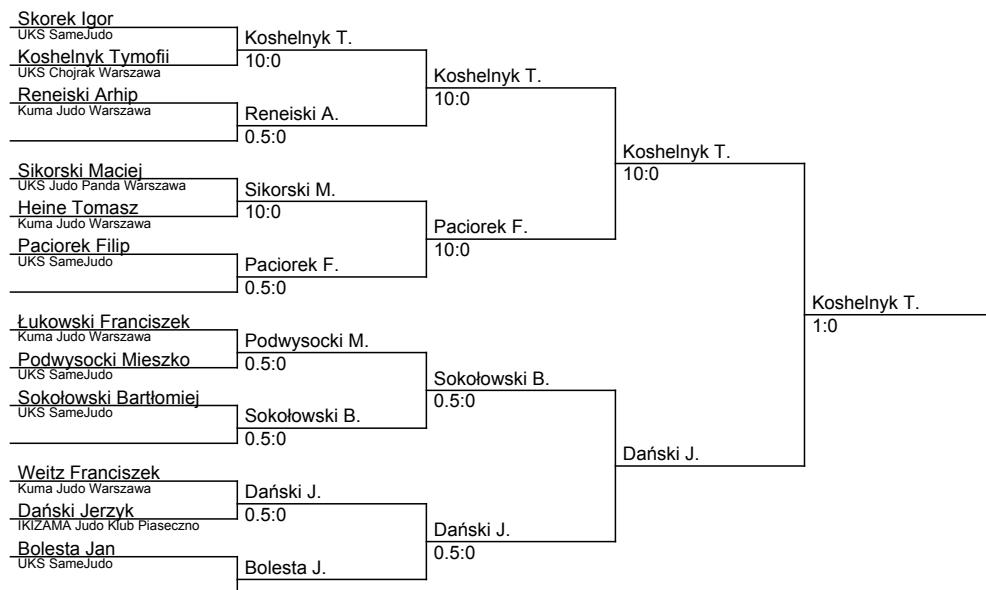 Skorek Igor
UKS SameJudo
Koshelnyk Tymofii
UKS Chojrak Warszawa
Reneiski Arhip
Kuma Judo Warszawa
Sikorski Maciej
UKS Judo Panda Warszawa
Heine Tomasz
Kuma Judo Warszawa
Paciorek Filip
UKS SameJudo
Łukowski Franciszek
Kuma Judo Warszawa
Podwysocki Mieszko
UKS SameJudo
Sokołowski Bartłomiej
UKS SameJudo
Weitz Franciszek
Kuma Judo Warszawa
Dański Jerzyk
IKIZAMA Judo Klub Piaseczno
Bolesta Jan
UKS SameJudo
Koshelnyk T.
10:0
Reneiski A.
0.5:0
Sikorski M.
10:0
Paciorek F.
0.5:0
Podwysocki M.
0.5:0
Sokołowski B.
0.5:0
Dański J.
0.5:0
Bolesta J.
Koshelnyk T.
10:0
Paciorek F.
10:0
Sokołowski B.
0.5:0
Dański J.
0.5:0
Koshelnyk T.
10:0
Dański J.
Koshelnyk T.
1:0